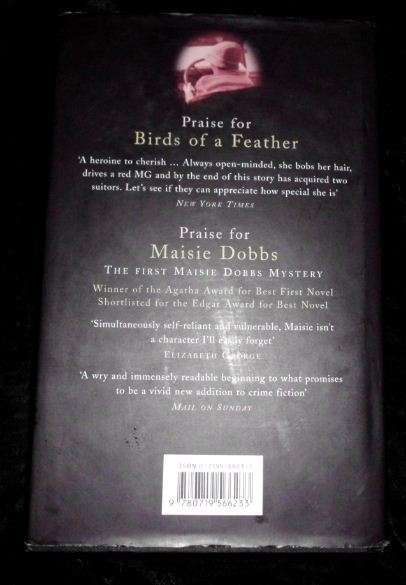 Praise for
Birds of a Feather
'A heroine to cherish ... Always open-minded, she bobs her hair,
drives a red MG and by the end of this story has acquired two
suitors. Let's see if they can appreciate how special she is'
NEW YORK TIMES
Praise for
Maisie Dobbs
THE FIRST MAISIE DOBBS MYSTERY
Winner of the Agatha Award for Best First Novel
Shortlisted for the Edgar Award for Best Novel
'Simultaneously self-reliant and vulnerable, Maisie isn't
a character I'll easily forget'
ELIZABETH GEORGE
'A wry and immensely readable beginning to what promises
to be a vivid new addition to crime fiction'
MAIL ON SUNDAY
ISBN
9 780719 566233